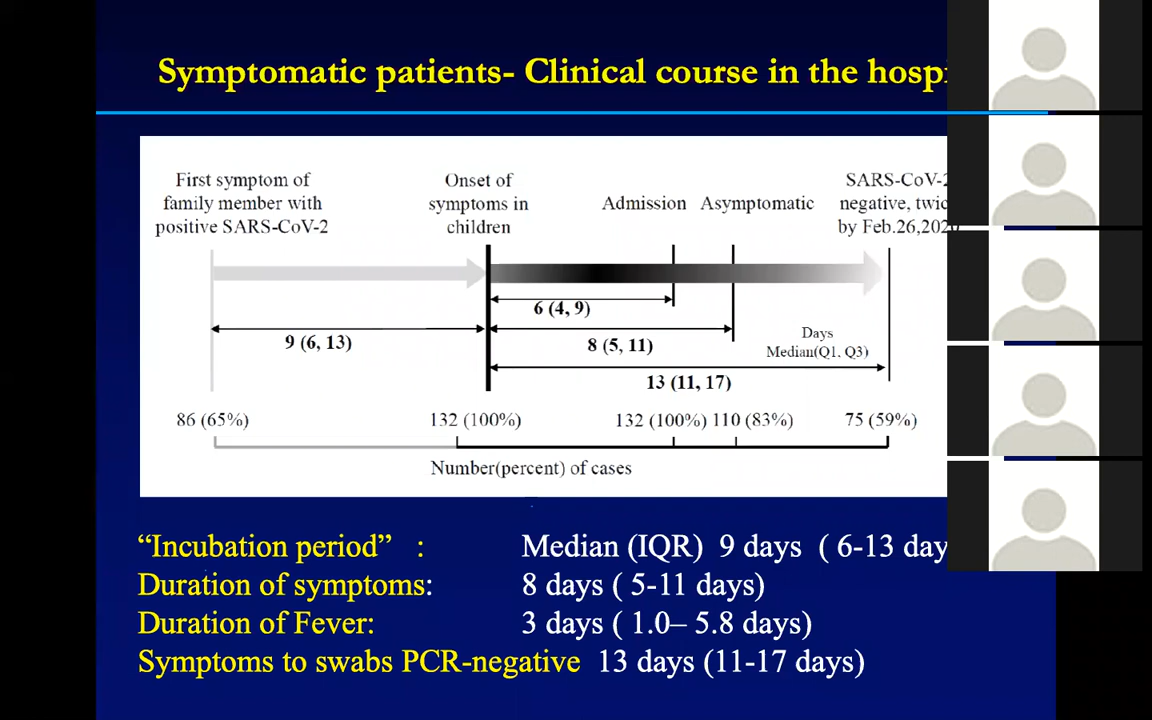 Symptomatic patients- Clinical course in the hospi
First symptom of
family member with
positive SARS-CoV-2
Onset of
symptoms in
children
Admission
Asymptomatic
SARS-CoV-2
negative, twic
by Feb.26,2020
6 (4, 9)
9 (6, 13)
8 (5, 11)
Days
Median(Q1, Q3)
13 (11, 17)
86 (65%)
132 (100%)
132 (100%)
110 (83%)
75 (59%)
Number(percent) of cases
“Incubation period” : Median (IQR) 9 days ( 6-13 day
Duration of symptoms: 8 days ( 5-11 days)
Duration of Fever: 3 days ( 1.0– 5.8 days)
Symptoms to swabs PCR-negative 13 days (11-17 days)